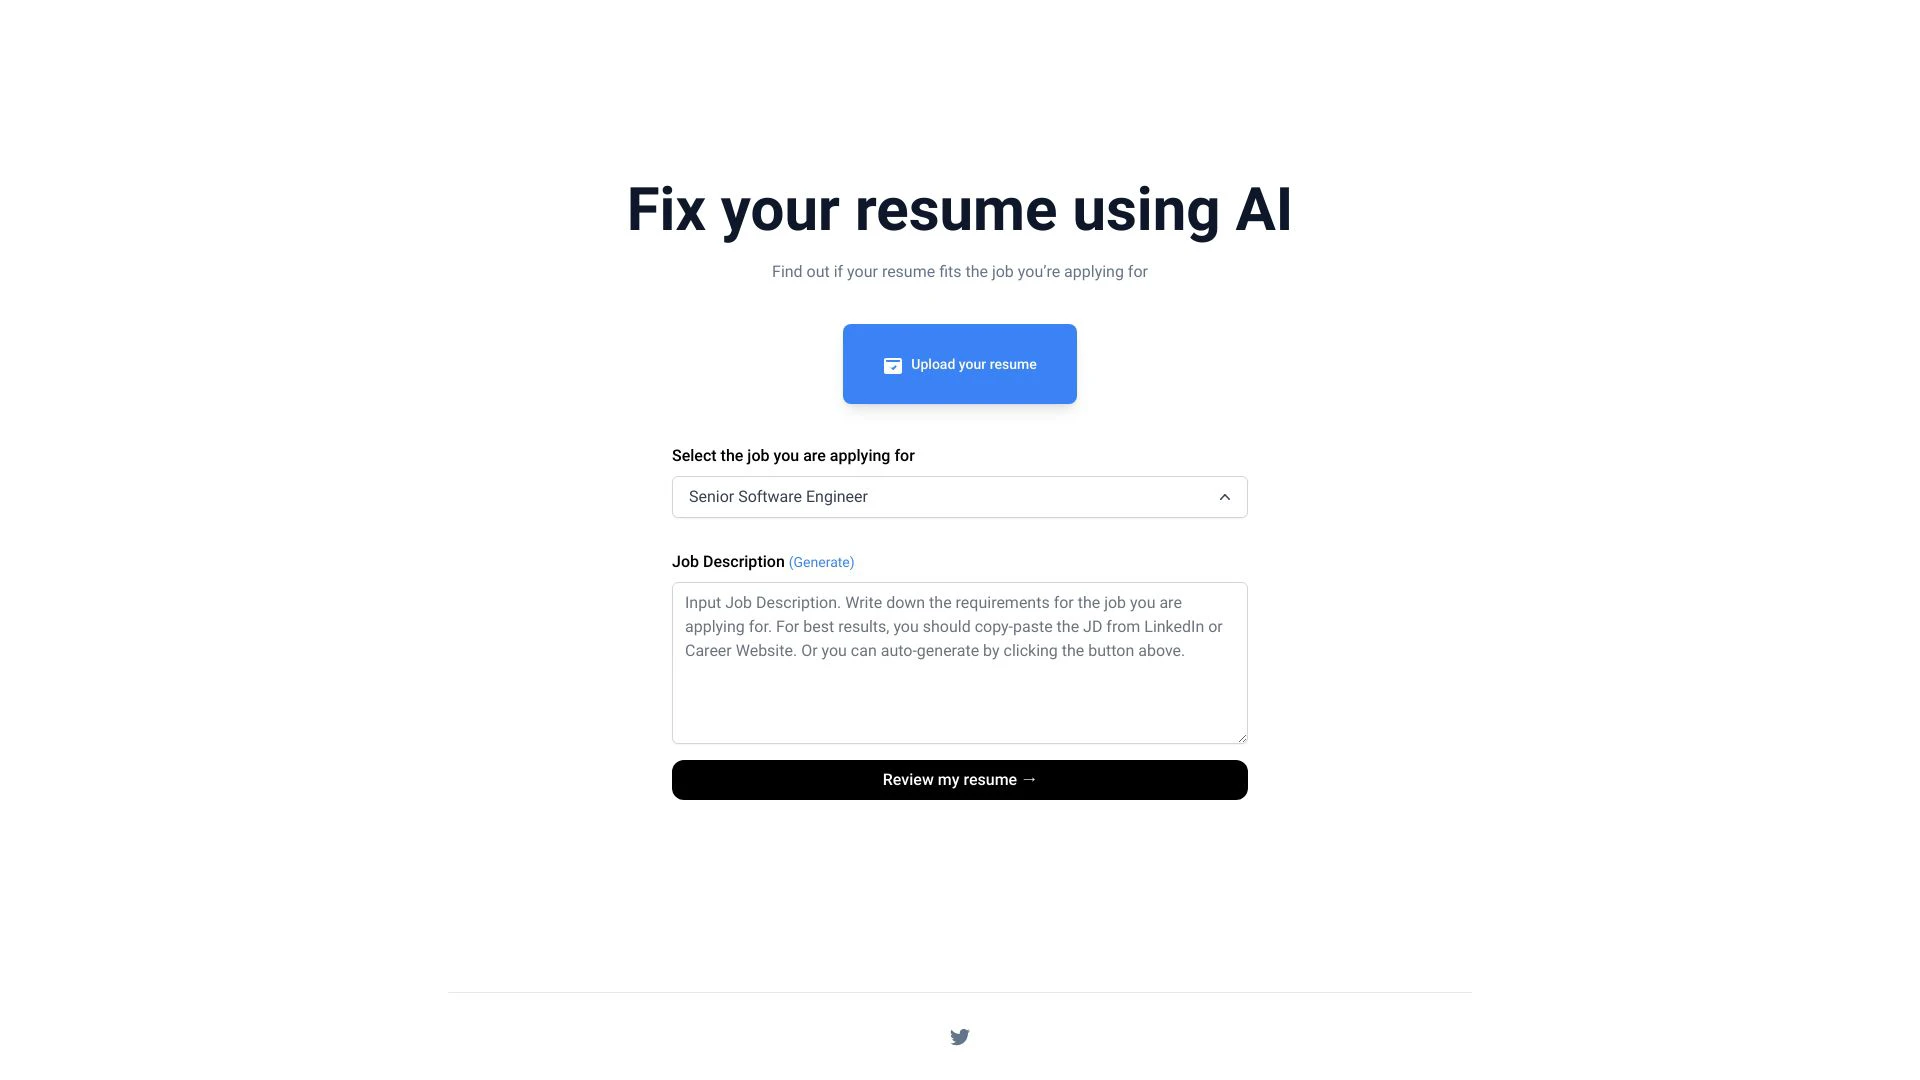 Fix your resume using AI
Find out if your resume fits the job you’re applying for
Upload your resume
Select the job you are applying for
Senior Software Engineer
Job Description (Generate)
Input Job Description. Write down the requirements for the job you are
applying for. For best results, you should copy-paste the JD from LinkedIn or
Career Website. Or you can auto-generate by clicking the button above.
Review my resume →